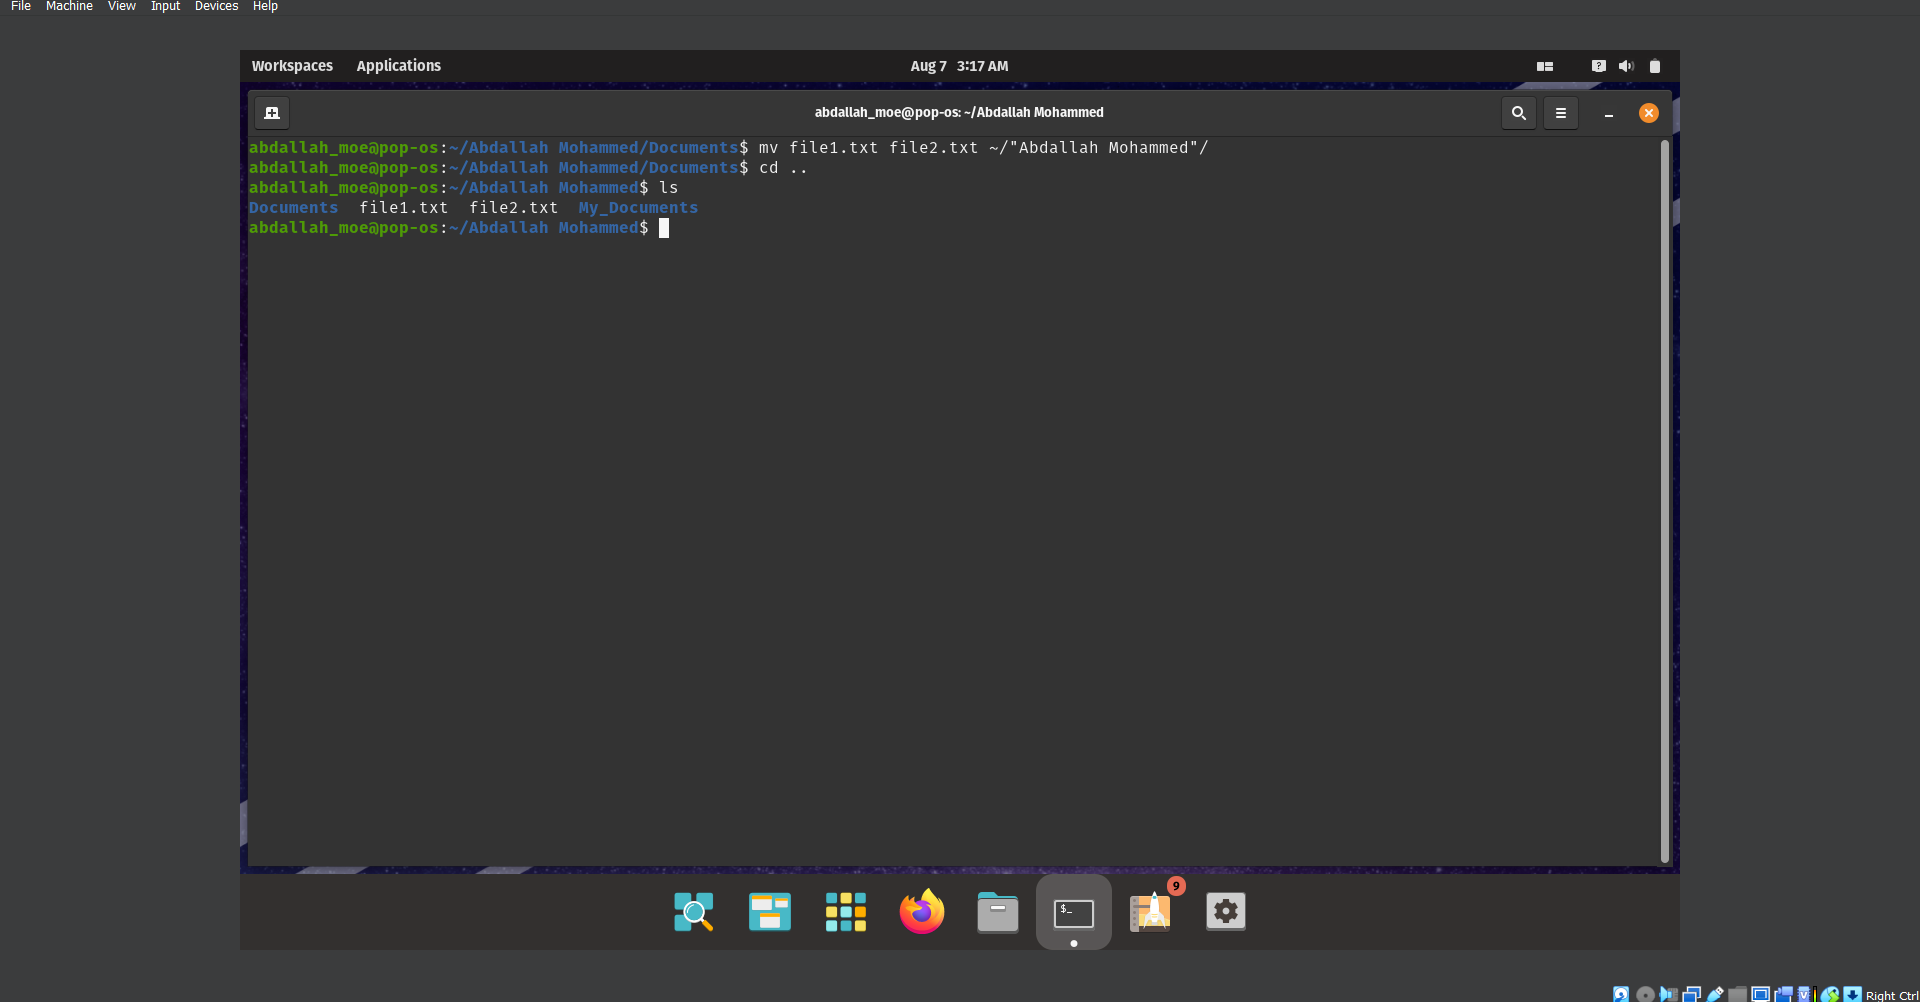 File Machine View Input Devices Help
Workspaces Applications Aug 7 3:17 AM
abdallah_moe@pop-os: ~/Abdallah Mohammed
abdallah_moe@pop-os:~/Abdallah Mohammed/Documents$ mv file1.txt file2.txt ~/"Abdallah Mohammed"/
abdallah_moe@pop-os:~/Abdallah Mohammed/Documents$ cd ..
abdallah_moe@pop-os:~/Abdallah Mohammed$ ls
Documents file1.txt file2.txt My_Documents
abdallah_moe@pop-os:~/Abdallah Mohammed$
9
$_
Right Ctrl